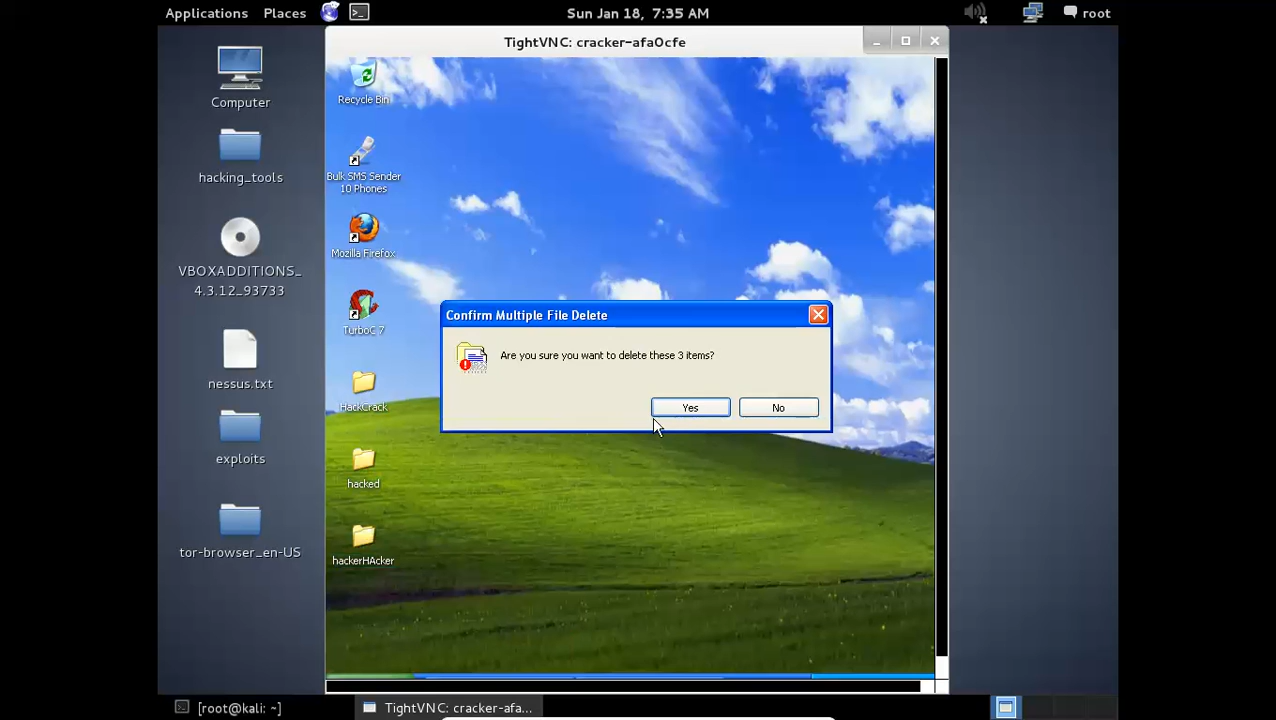 Applications Places Sun Jan 18, 7:35 AM root
TightVNC: cracker-afa0cfe
Computer
hacking_tools
VBOXADDITIONS_
4.3.12_93733
nessus.txt
exploits
tor-browser_en-US
Recycle Bin
Bulk SMS Sender
10 Phones
Mozilla Firefox
TurboC 7
HackCrack
hacked
hackerHAcker
Confirm Multiple File Delete
Are you sure you want to delete these 3 items?
Yes No
[root@kali: ~] TightVNC: cracker-afa...